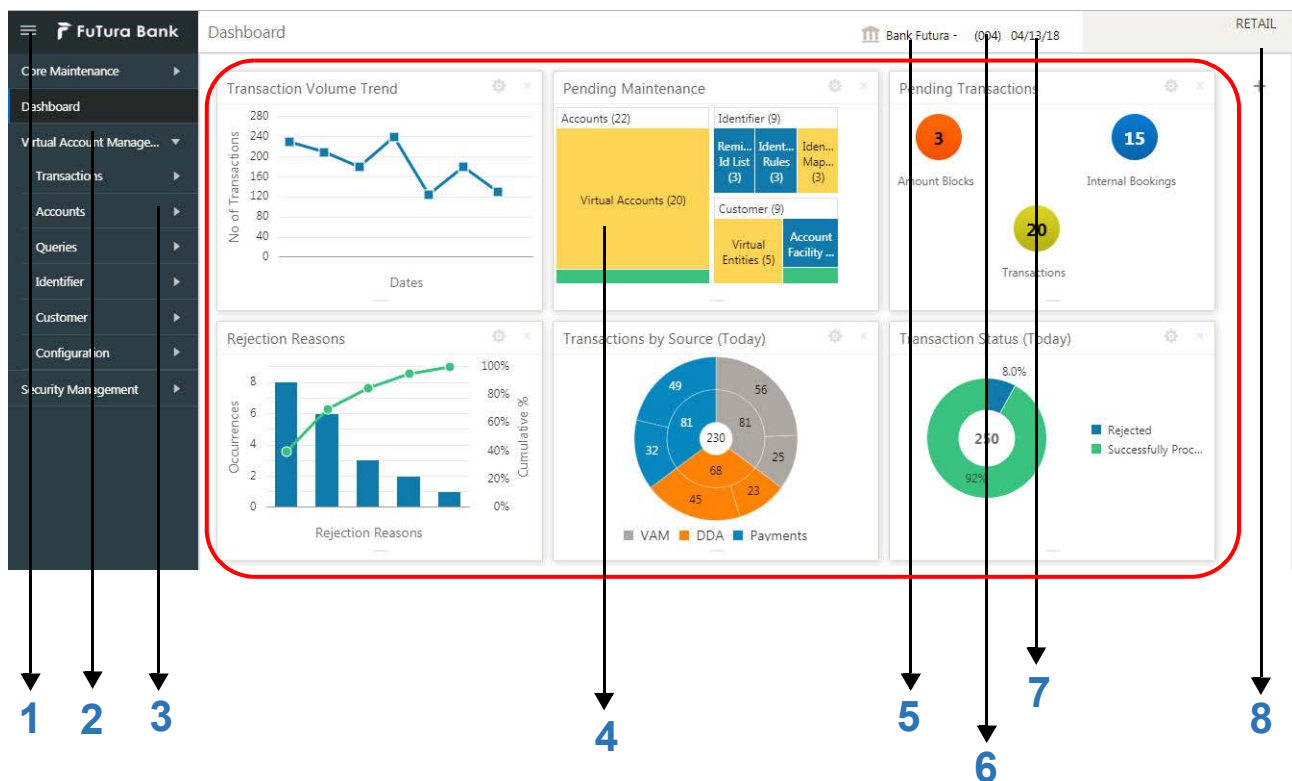 FuTura Bank
Dashboard
Bank Futura - (004) 04/13/18
RETAIL
Core Maintenance
Dashboard
Virtual Account Manage...
Transactions
Accounts
Queries
Identifier
Customer
Configuration
Security Management
Transaction Volume Trend
No of Transactions
280
240
200
160
120
80
40
0
Dates
Pending Maintenance
Accounts (22)
Virtual Accounts (20)
Identifier (9)
Remi... Id List (3)
Ident... Rules (3)
Iden... Map... (3)
Customer (9)
Virtual Entities (5)
Account Facility ...
Pending Transactions
3
Amount Blocks
15
Internal Bookings
20
Transactions
Rejection Reasons
Occurrences
8
6
4
2
0
100%
80%
60%
40%
20%
0%
Cumulative %
Rejection Reasons
Transactions by Source (Today)
49
56
81
81
230
32
25
68
45
23
VAM DDA Payments
Transaction Status (Today)
8.0%
250
92%
Rejected
Successfully Proc...
1
2
3
4
5
6
7
8